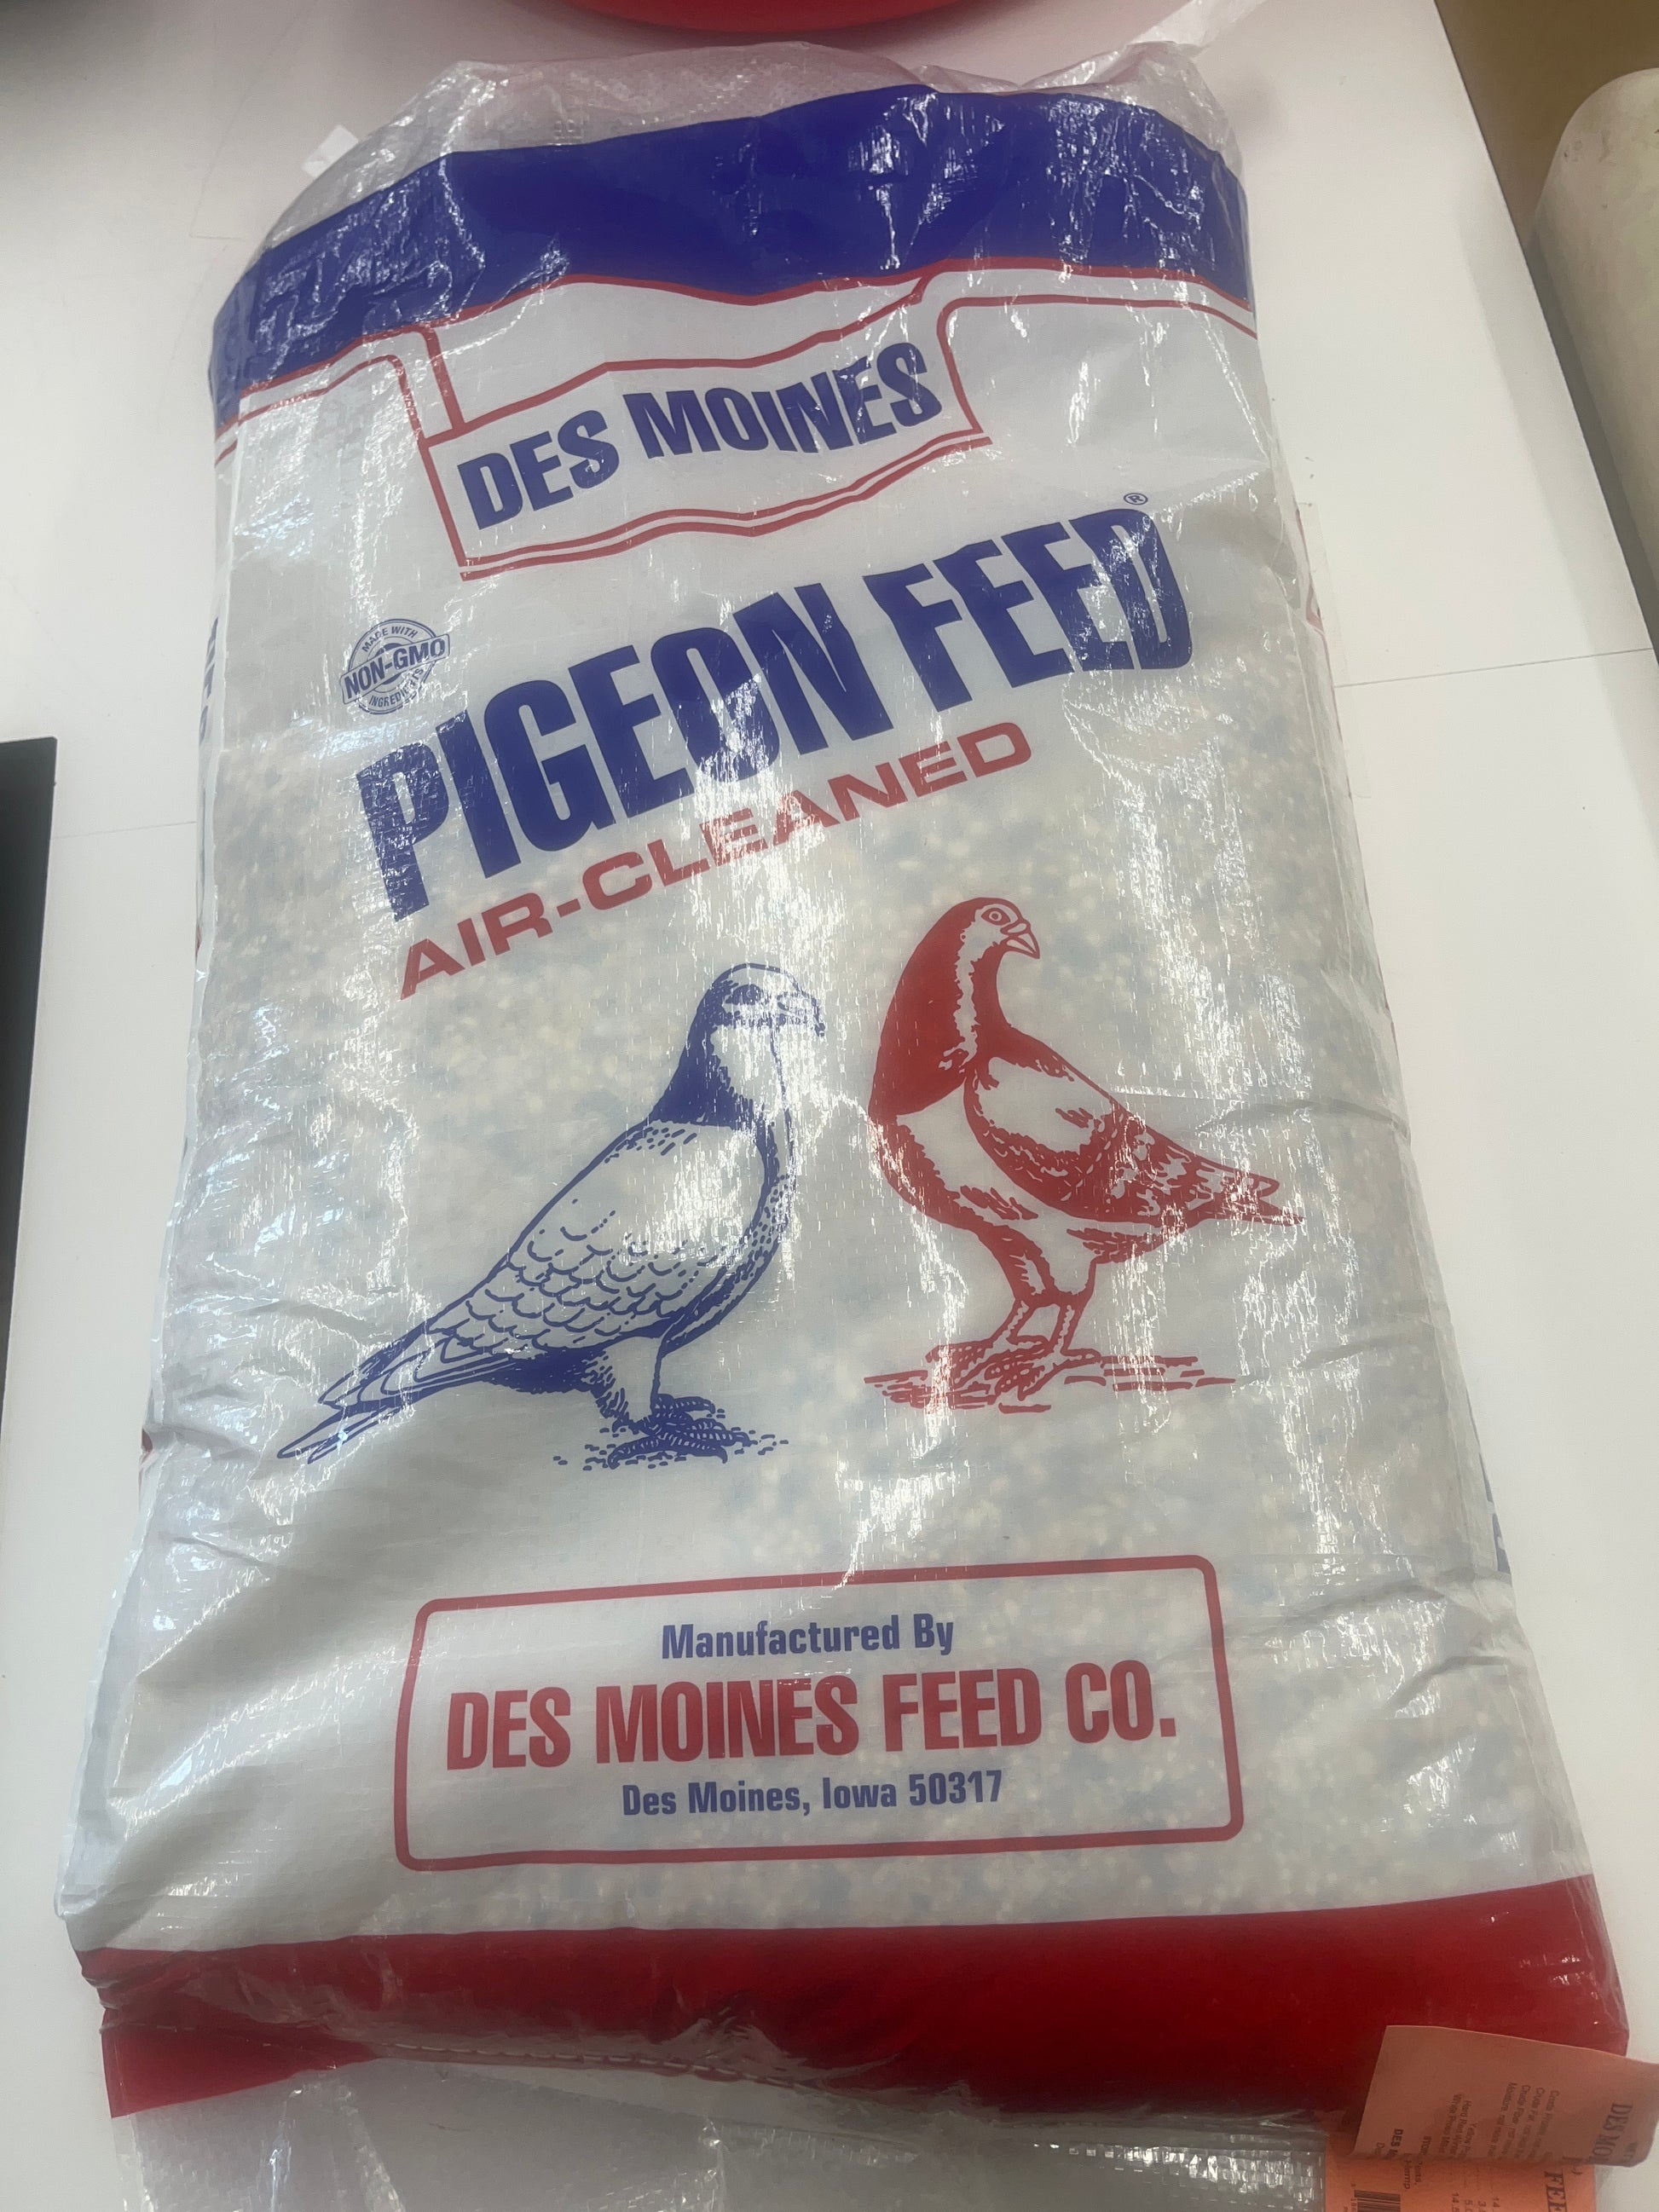 DES MOINES
PIGEON FEED®
MADE WITH
NON-GMO
INGREDIENTS
AIR-CLEANED
Manufactured By
DES MOINES FEED CO.
Des Moines, Iowa 50317